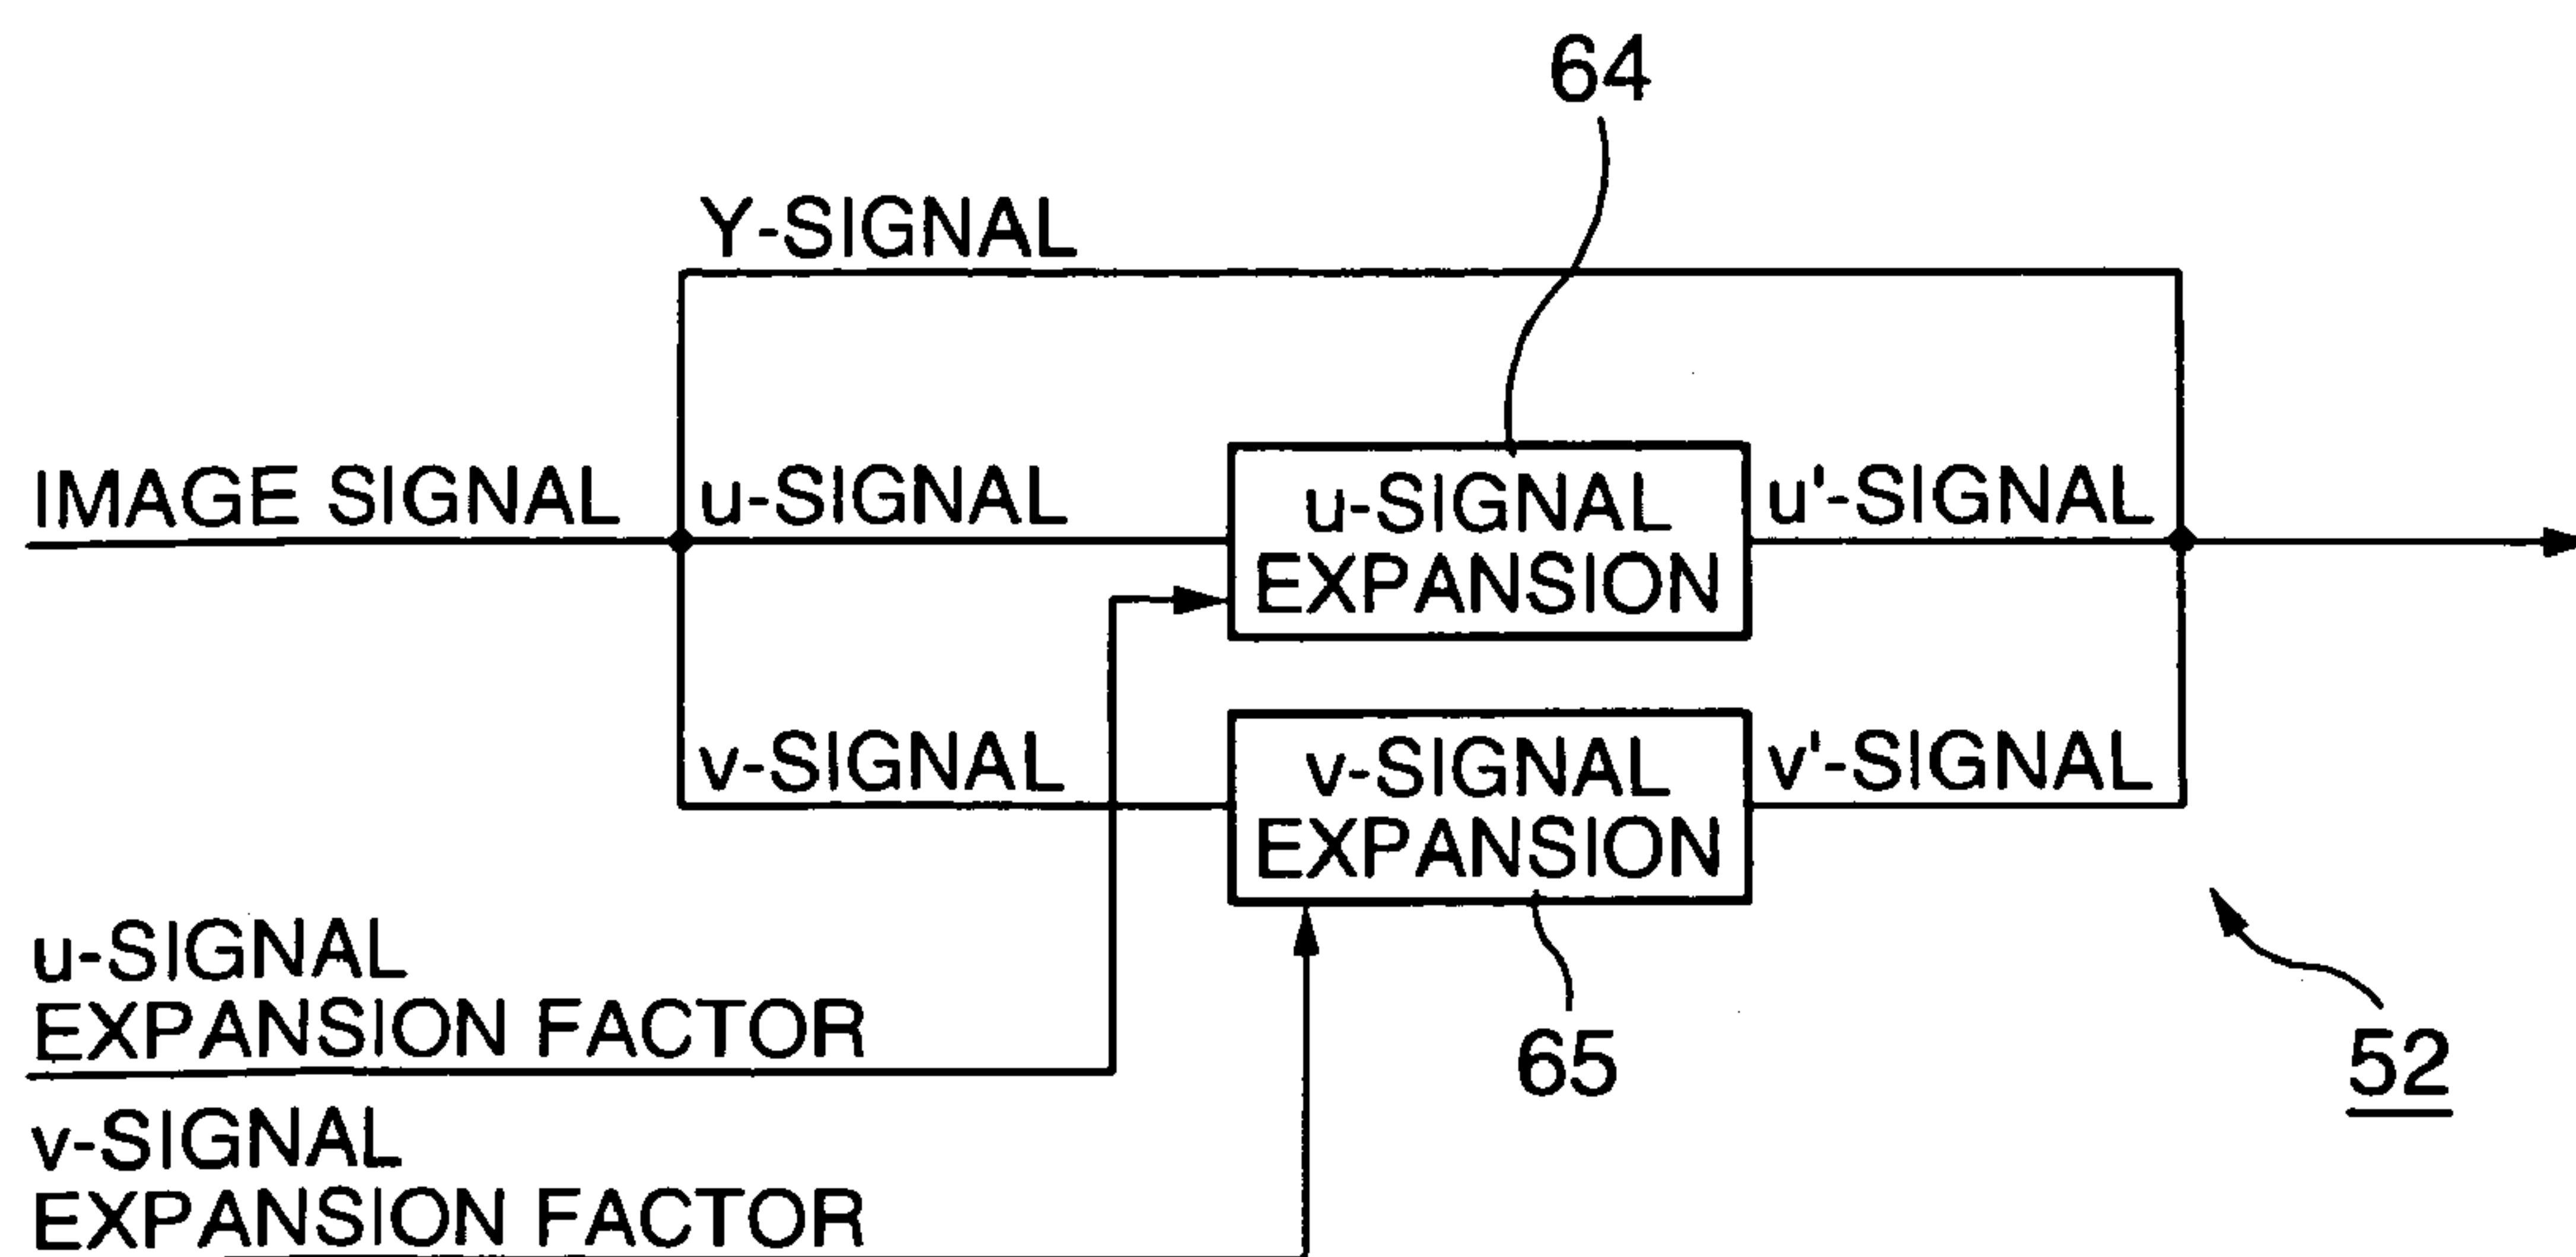 64
Y-SIGNAL
IMAGE SIGNAL
u-SIGNAL
u-SIGNAL
EXPANSION
u'-SIGNAL
v-SIGNAL
v-SIGNAL
EXPANSION
v'-SIGNAL
u-SIGNAL
EXPANSION FACTOR
65
52
v-SIGNAL
EXPANSION FACTOR